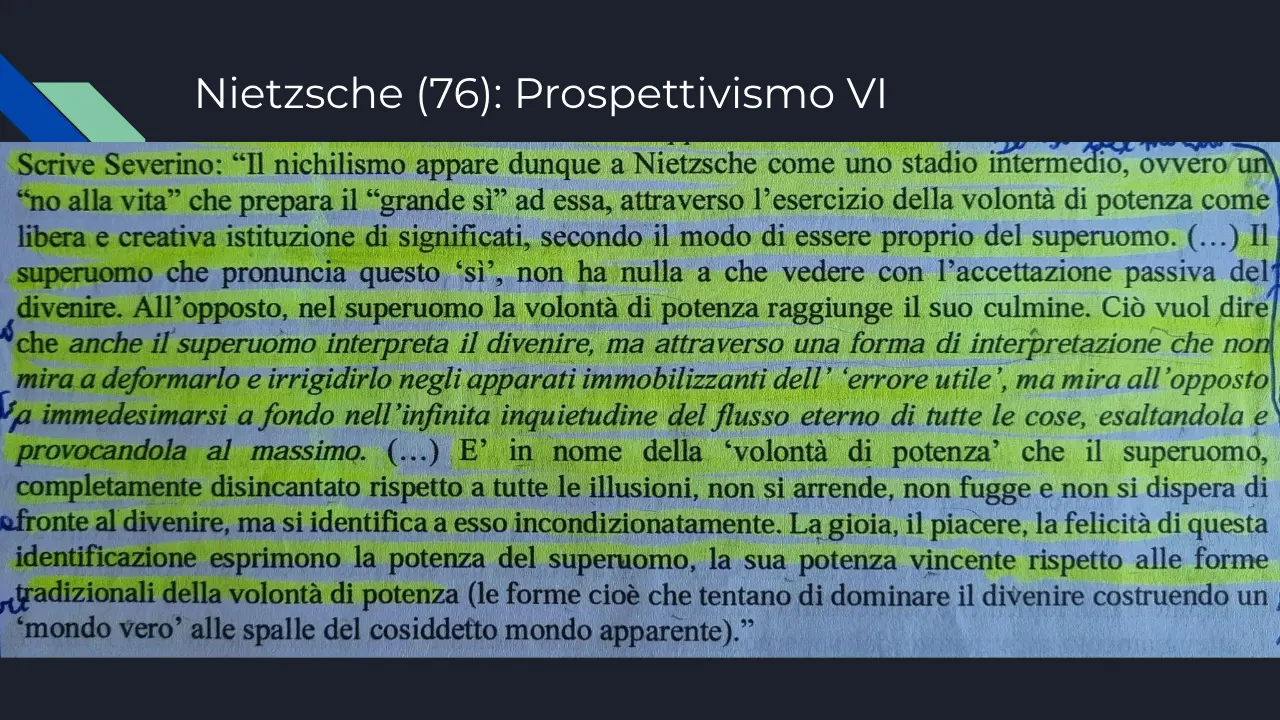 Nietzsche (76): Prospettivismo VI
Scrive Severino: “Il nichilismo appare dunque a Nietzsche come uno stadio intermedio, ovvero un
“no alla vita” che prepara il “grande sì” ad essa, attraverso l’esercizio della volontà di potenza come
libera e creativa istituzione di significati, secondo il modo di essere proprio del superuomo. (…) Il
superuomo che pronuncia questo ‘sì’, non ha nulla a che vedere con l’accettazione passiva del
divenire. All’opposto, nel superuomo la volontà di potenza raggiunge il suo culmine. Ciò vuol dire
che anche il superuomo interpreta il divenire, ma attraverso una forma di interpretazione che non
mira a deformarlo e irrigidirlo negli apparati immobilizzanti dell’ ‘errore utile’, ma mira all’opposto
a immedesimarsi a fondo nell’infinita inquietudine del flusso eterno di tutte le cose, esaltandola e
provocandola al massimo. (…) E’ in nome della ‘volontà di potenza’ che il superuomo,
completamente disincantato rispetto a tutte le illusioni, non si arrende, non fugge e non si dispera di
fronte al divenire, ma si identifica a esso incondizionatamente. La gioia, il piacere, la felicità di questa
identificazione esprimono la potenza del superuomo, la sua potenza vincente rispetto alle forme
tradizionali della volontà di potenza (le forme cioè che tentano di dominare il divenire costruendo un
‘mondo vero’ alle spalle del cosiddetto mondo apparente).”